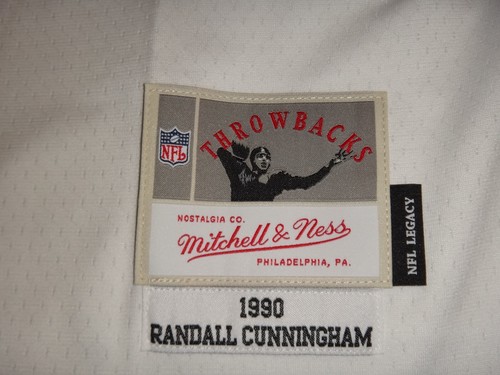 THROWBACKS
NFL
NOSTALGIA CO.
Mitchell & Ness
PHILADELPHIA, PA.
NFL LEGACY
1990
RANDALL CUNNINGHAM